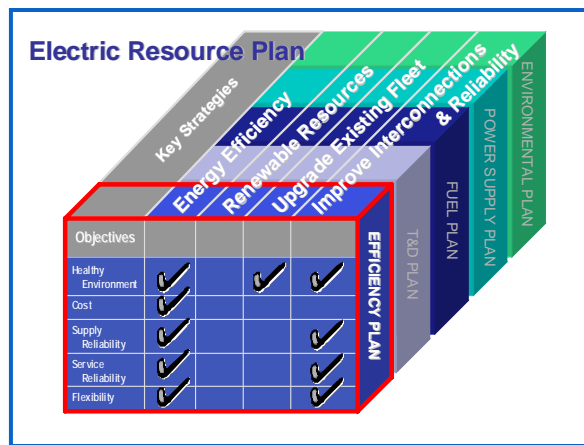 Electric Resource Plan
Key Strategies
Energy Efficiency
Renewable Resources
Upgrade Existing Fleet
Improve Interconnections
& Reliability
Objectives
Healthy
Environment
Cost
Supply
Reliability
Service
Reliability
Flexibility
EFFICIENCY PLAN
T&D PLAN
FUEL PLAN
POWER SUPPLY PLAN
ENVIRONMENTAL PLAN